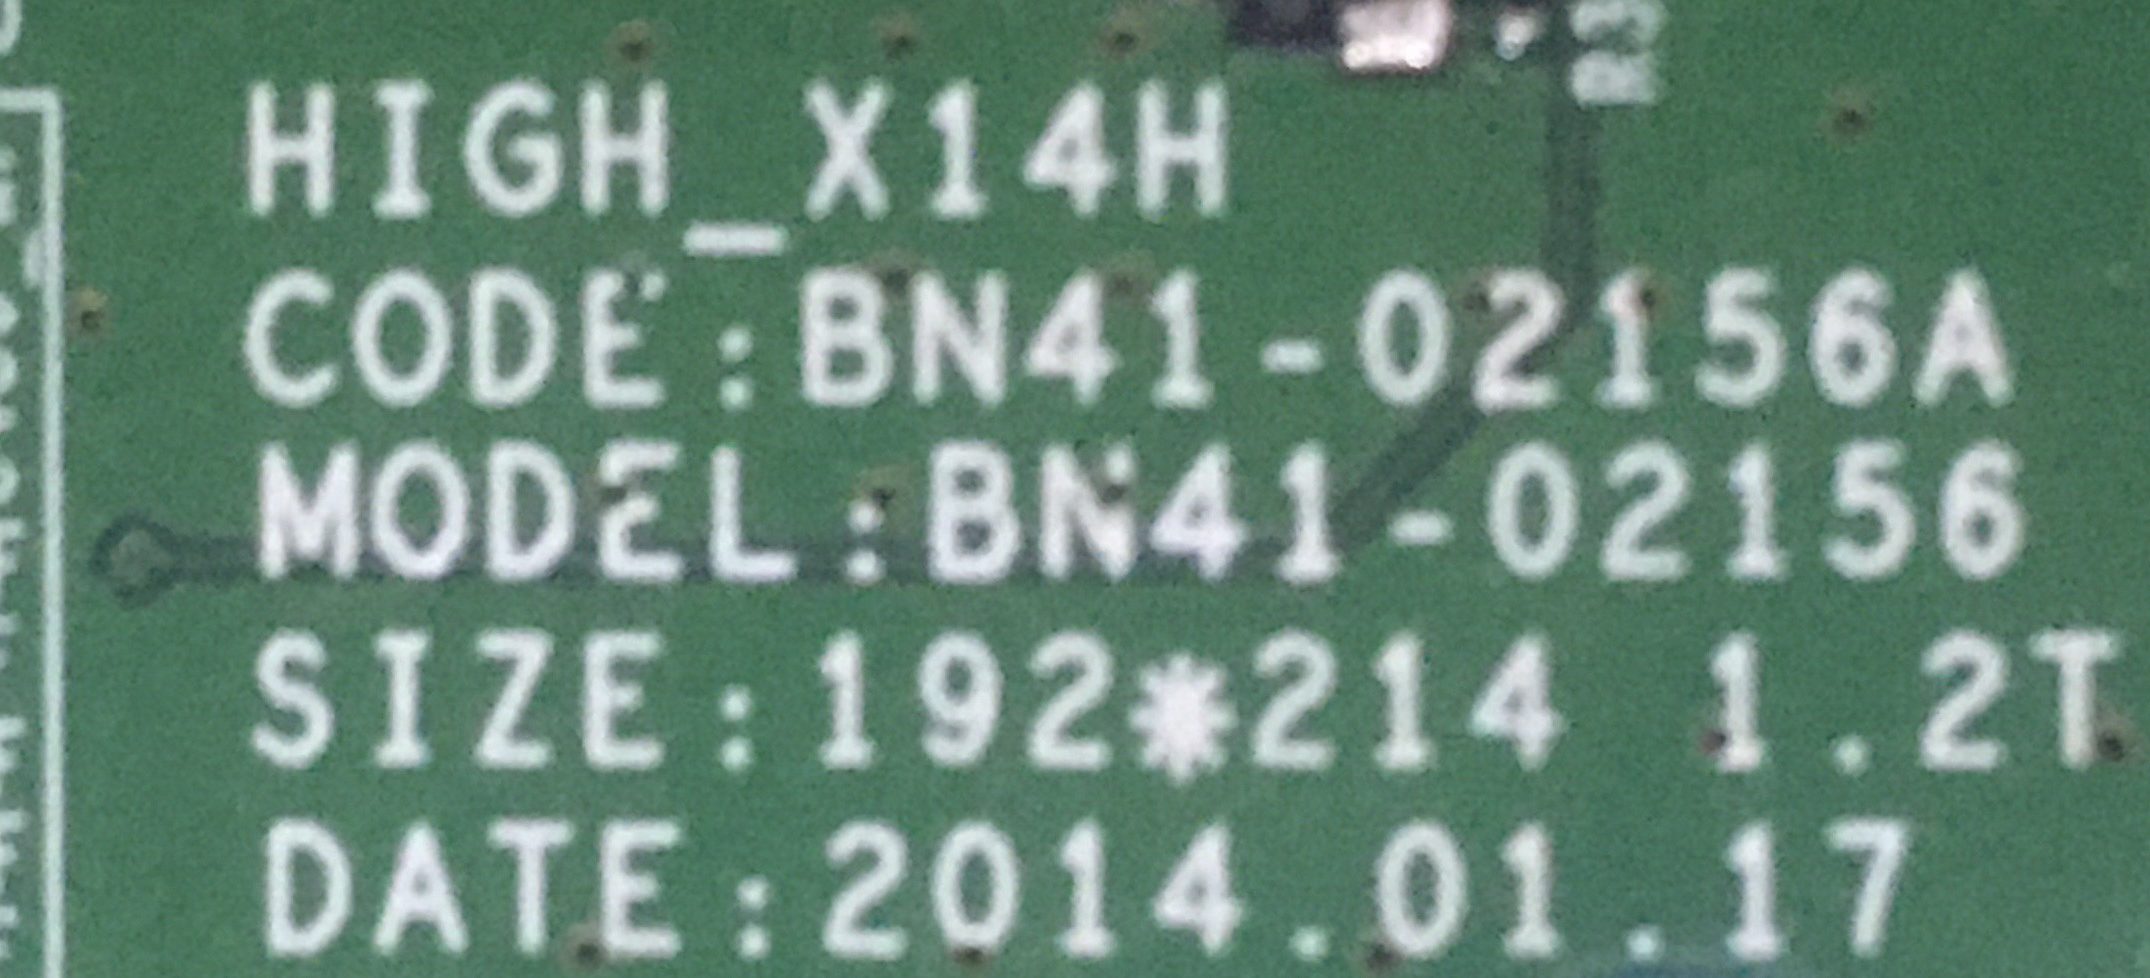 HIGH_X14H
CODE:BN41-02156A
MODEL:BN41-02156
SIZE:192*214 1.2T
DATE:2014.01.17